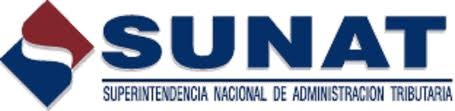 SUNAT
SUPERINTENDENCIA NACIONAL DE ADMINISTRACION TRIBUTARIA